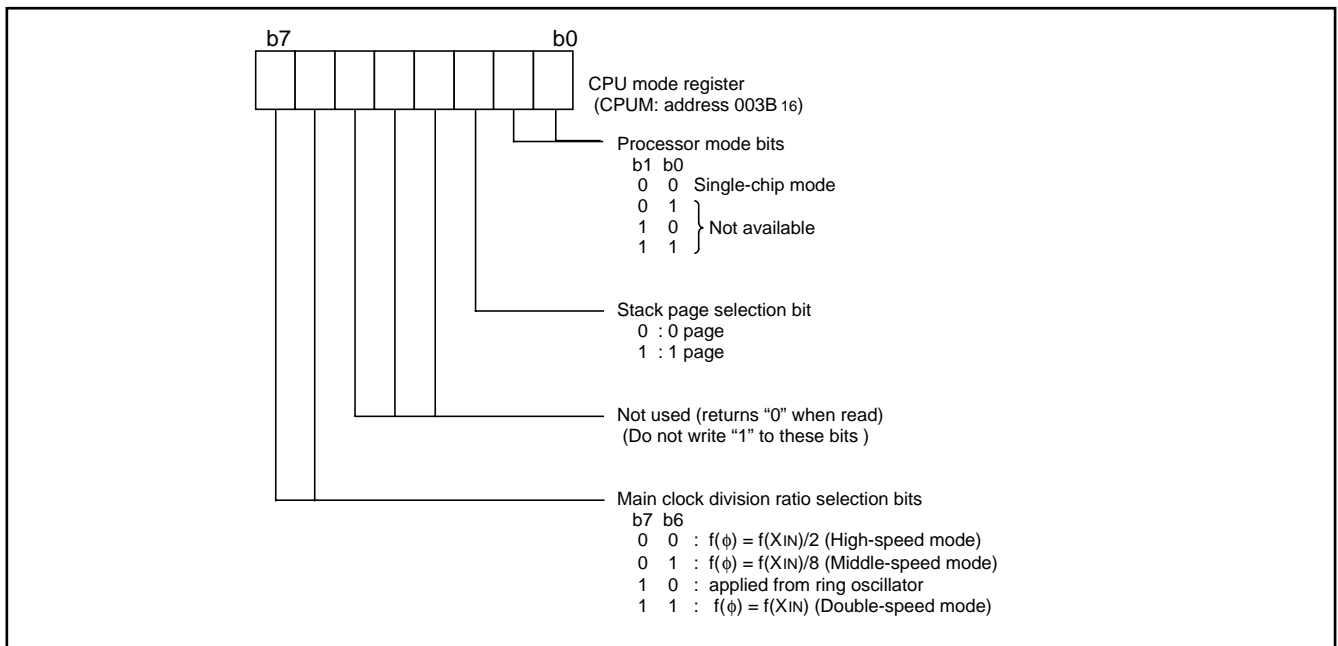 b7 b0
CPU mode register
(CPUM: address 003B 16)
Processor mode bits
b1 b0
0 0 Single-chip mode
0 1
1 0 Not available
1 1
Stack page selection bit
0 : 0 page
1 : 1 page
Not used (returns “0” when read)
(Do not write “1” to these bits )
Main clock division ratio selection bits
b7 b6
0 0 : f(ϕ) = f(XIN)/2 (High-speed mode)
0 1 : f(ϕ) = f(XIN)/8 (Middle-speed mode)
1 0 : applied from ring oscillator
1 1 : f(ϕ) = f(XIN) (Double-speed mode)